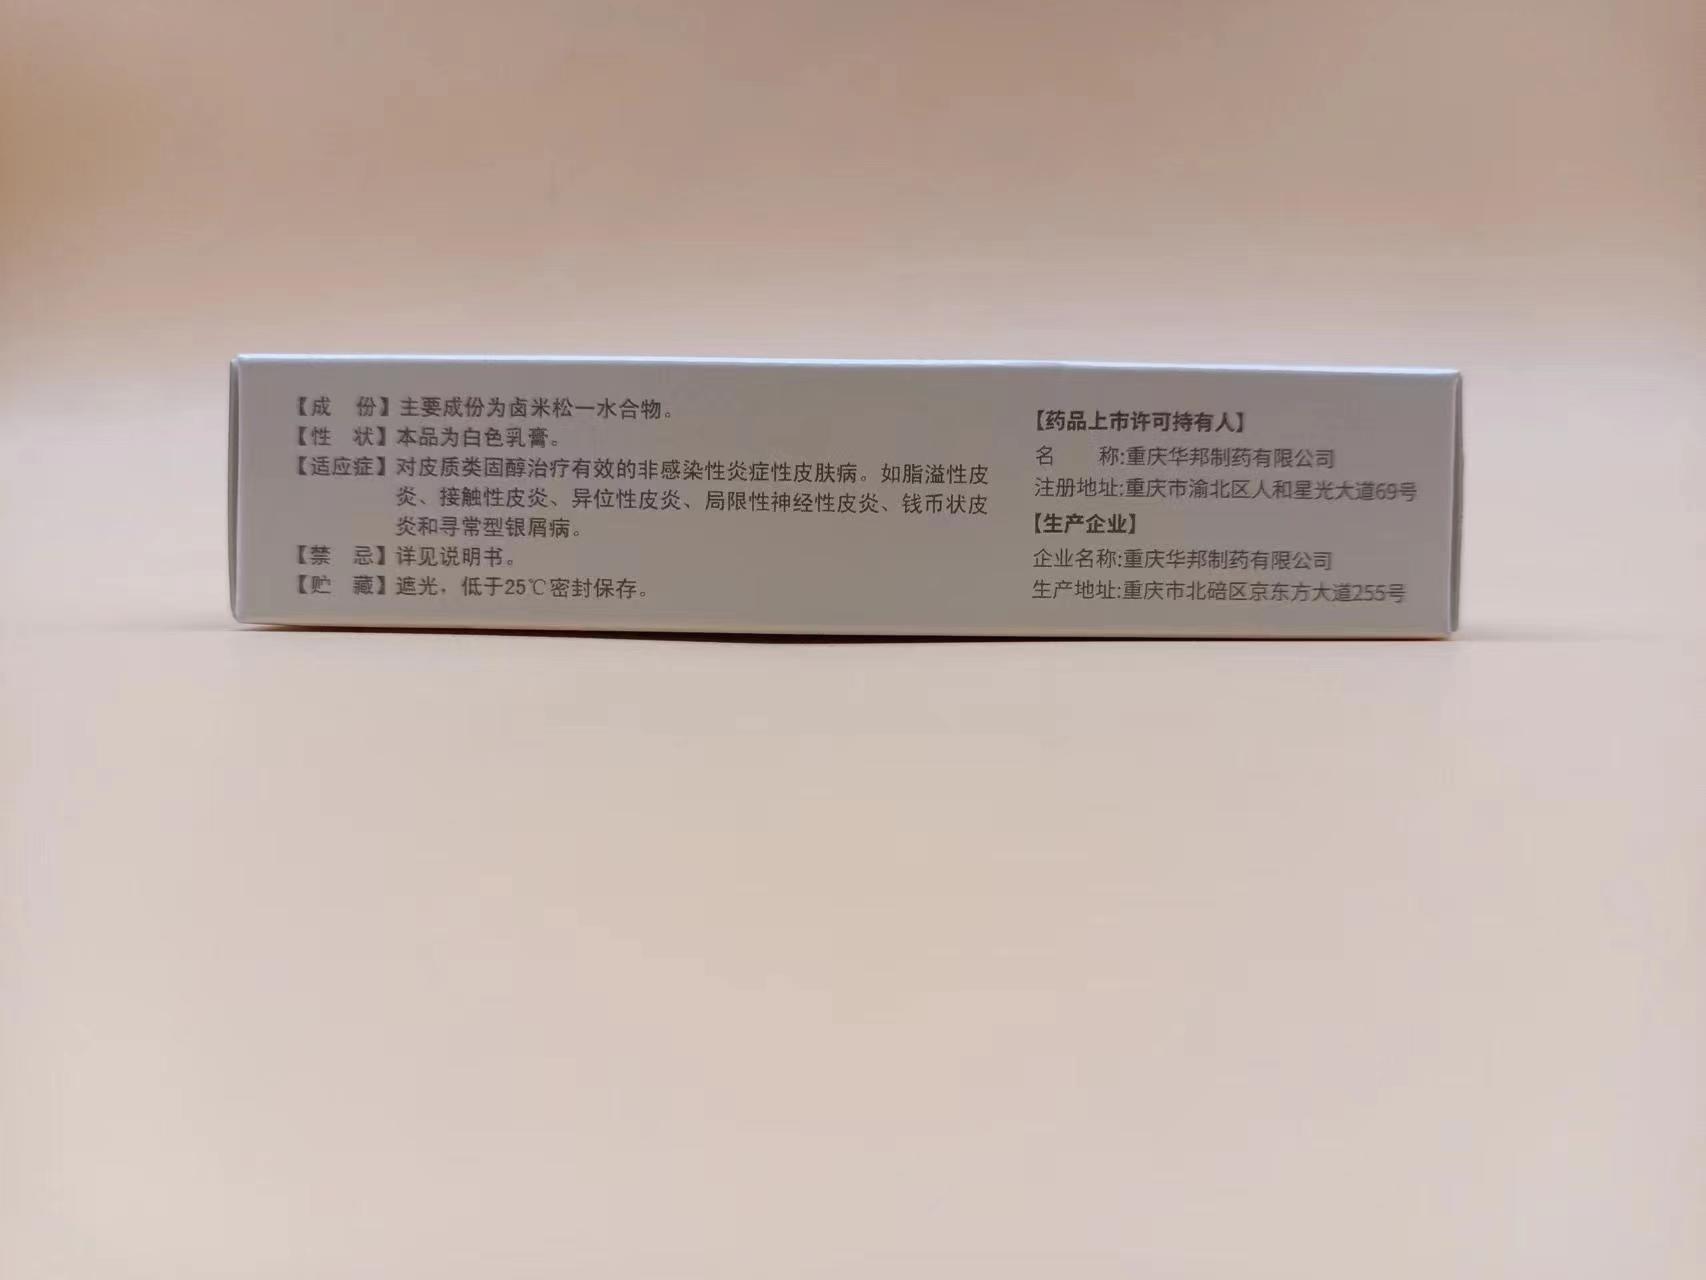 【成　份】主要成份为卤米松一水合物。
【性　状】本品为白色乳膏。
【适应症】对皮质类固醇治疗有效的非感染性炎症性皮肤病。如脂溢性皮
炎、接触性皮炎、异位性皮炎、局限性神经性皮炎、钱币状皮
炎和寻常型银屑病。
【禁　忌】详见说明书。
【贮　藏】遮光，低于25℃密封保存。
【药品上市许可持有人】
名　　称:重庆华邦制药有限公司
注册地址:重庆市渝北区人和星光大道69号
【生产企业】
企业名称:重庆华邦制药有限公司
生产地址:重庆市北碚区京东方大道255号